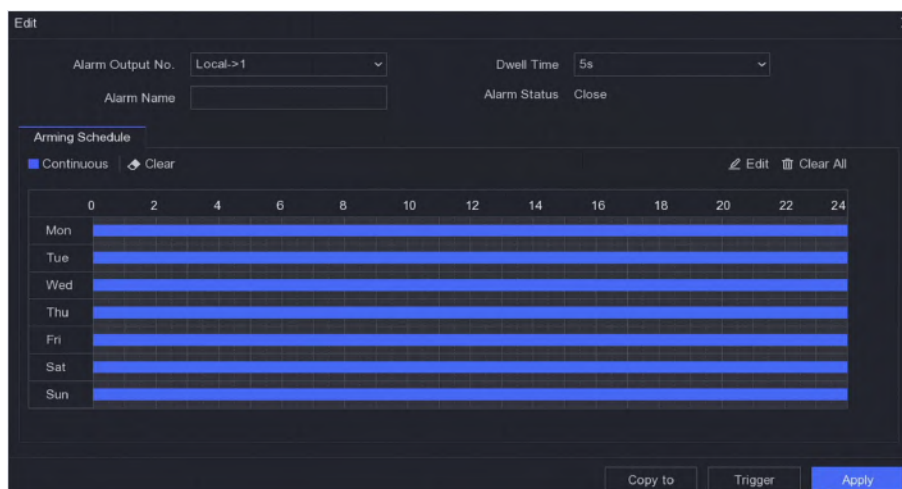 Edit
Alarm Output No. Local->1 Dwell Time 5s
Alarm Name Alarm Status Close
Arming Schedule
Continuous Clear Edit Clear All
0 2 4 6 8 10 12 14 16 18 20 22 24
Mon
Tue
Wed
Thu
Fri
Sat
Sun
Copy to Trigger Apply